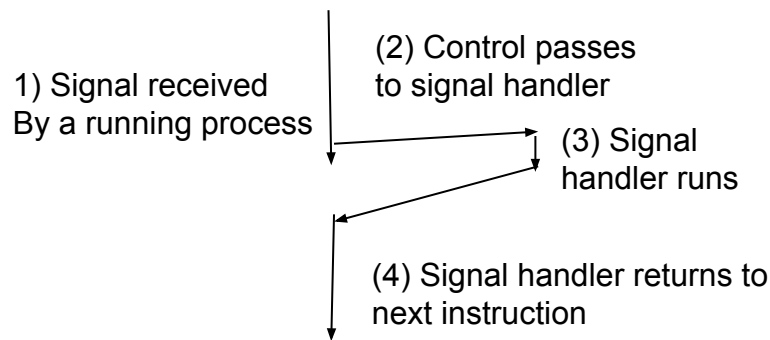 1) Signal received
By a running process
(2) Control passes
to signal handler
(3) Signal
handler runs
(4) Signal handler returns to
next instruction